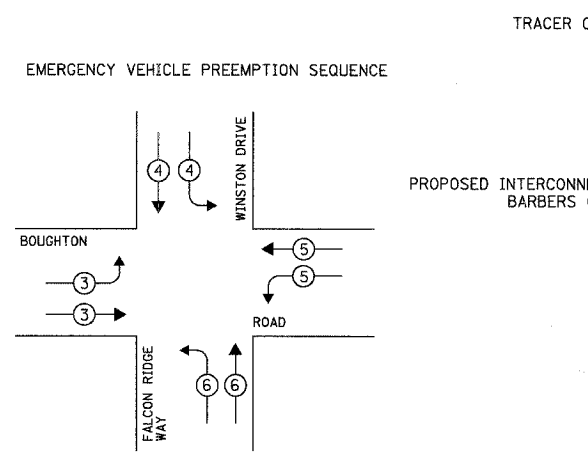 TRACER
EMERGENCY VEHICLE PREEMPTION SEQUENCE
4
4
WINSTON DRIVE
PROPOSED
BARBERS
BOUGHTON
5
3
5
3
ROAD
FALCON RIDGE
WAY
6
6